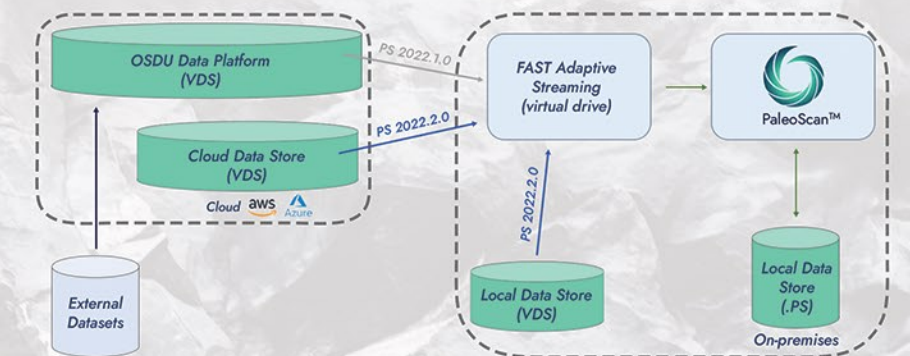 OSDU Data Platform
(VDS)
PS 2022.1.0
FAST Adaptive
Streaming
(virtual drive)
PaleoScan™
Cloud Data Store
(VDS)
PS 2022.2.0
Cloud aws Azure
PS 2022.2.0
External
Datasets
Local Data Store
(VDS)
Local Data
Store
(.PS)
On-premises